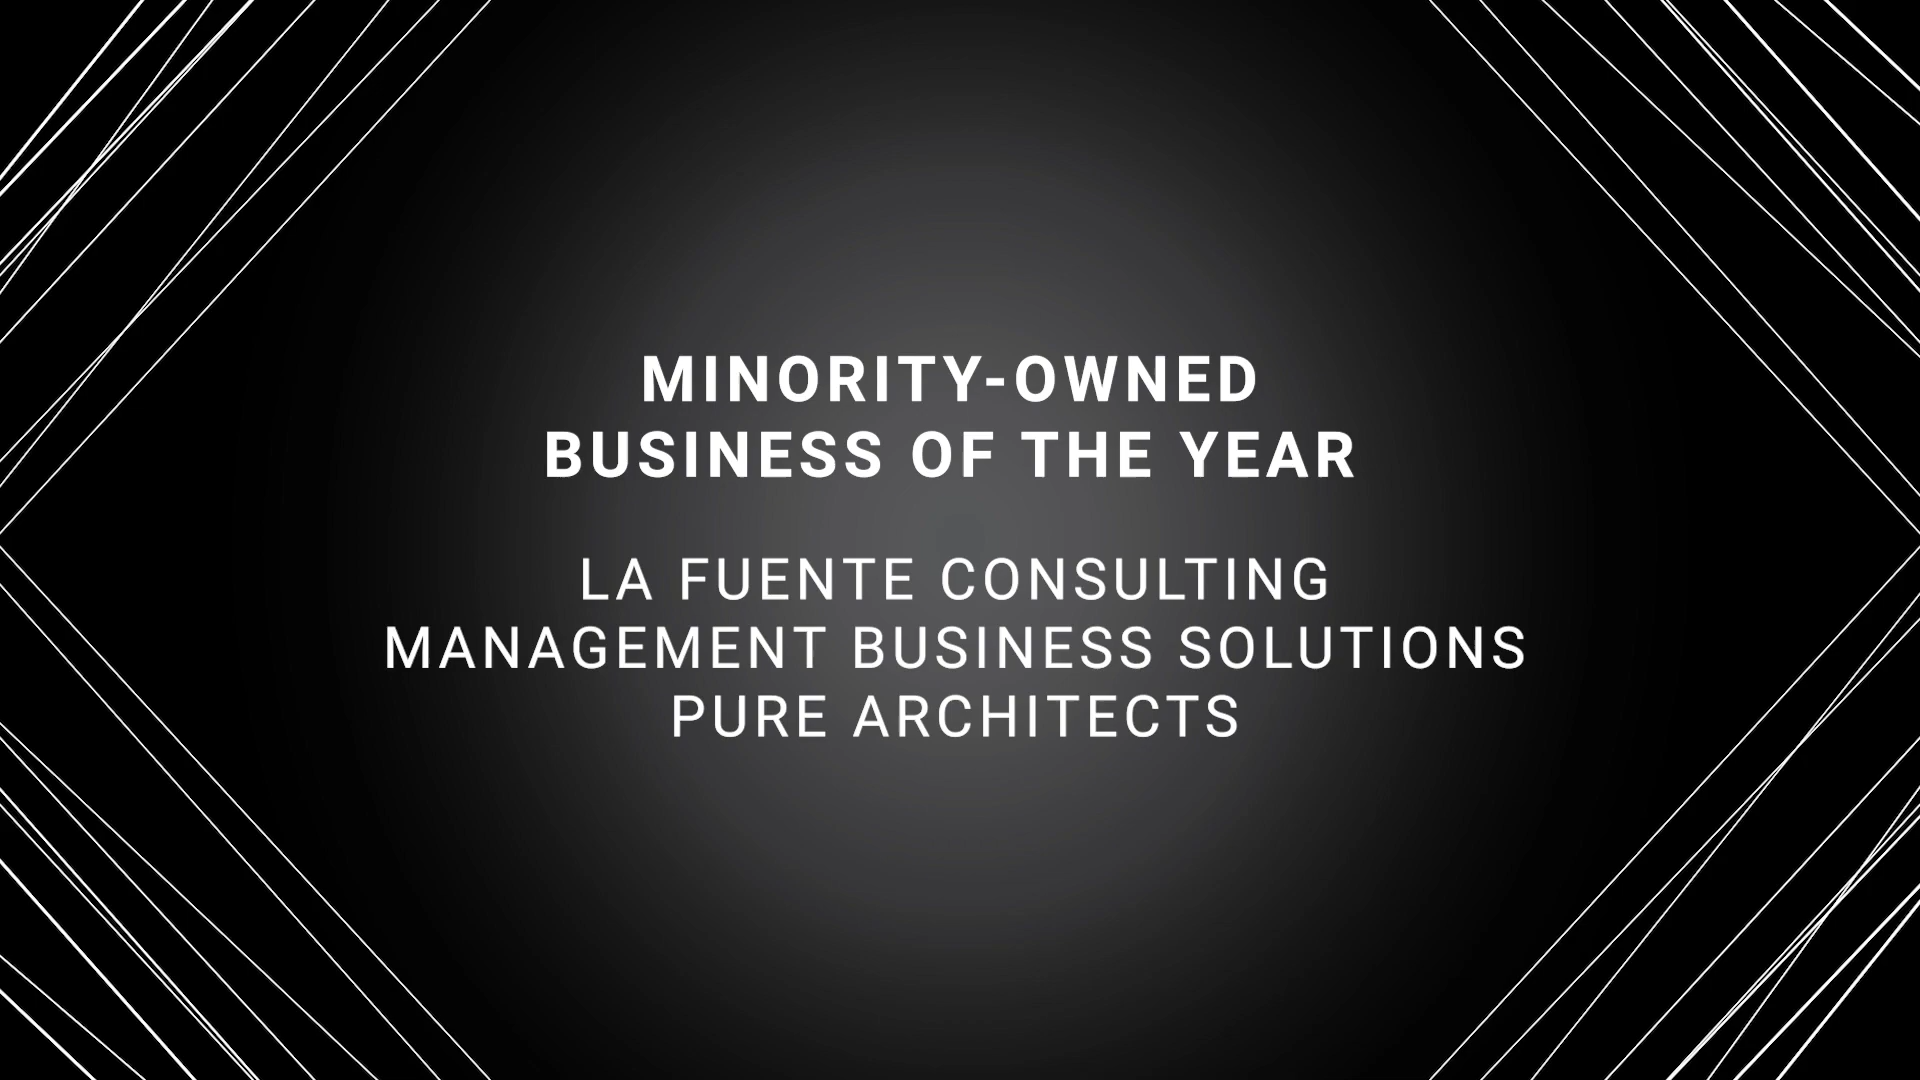 MINORITY-OWNED
BUSINESS OF THE YEAR
LA FUENTE CONSULTING
MANAGEMENT BUSINESS SOLUTIONS
PURE ARCHITECTS